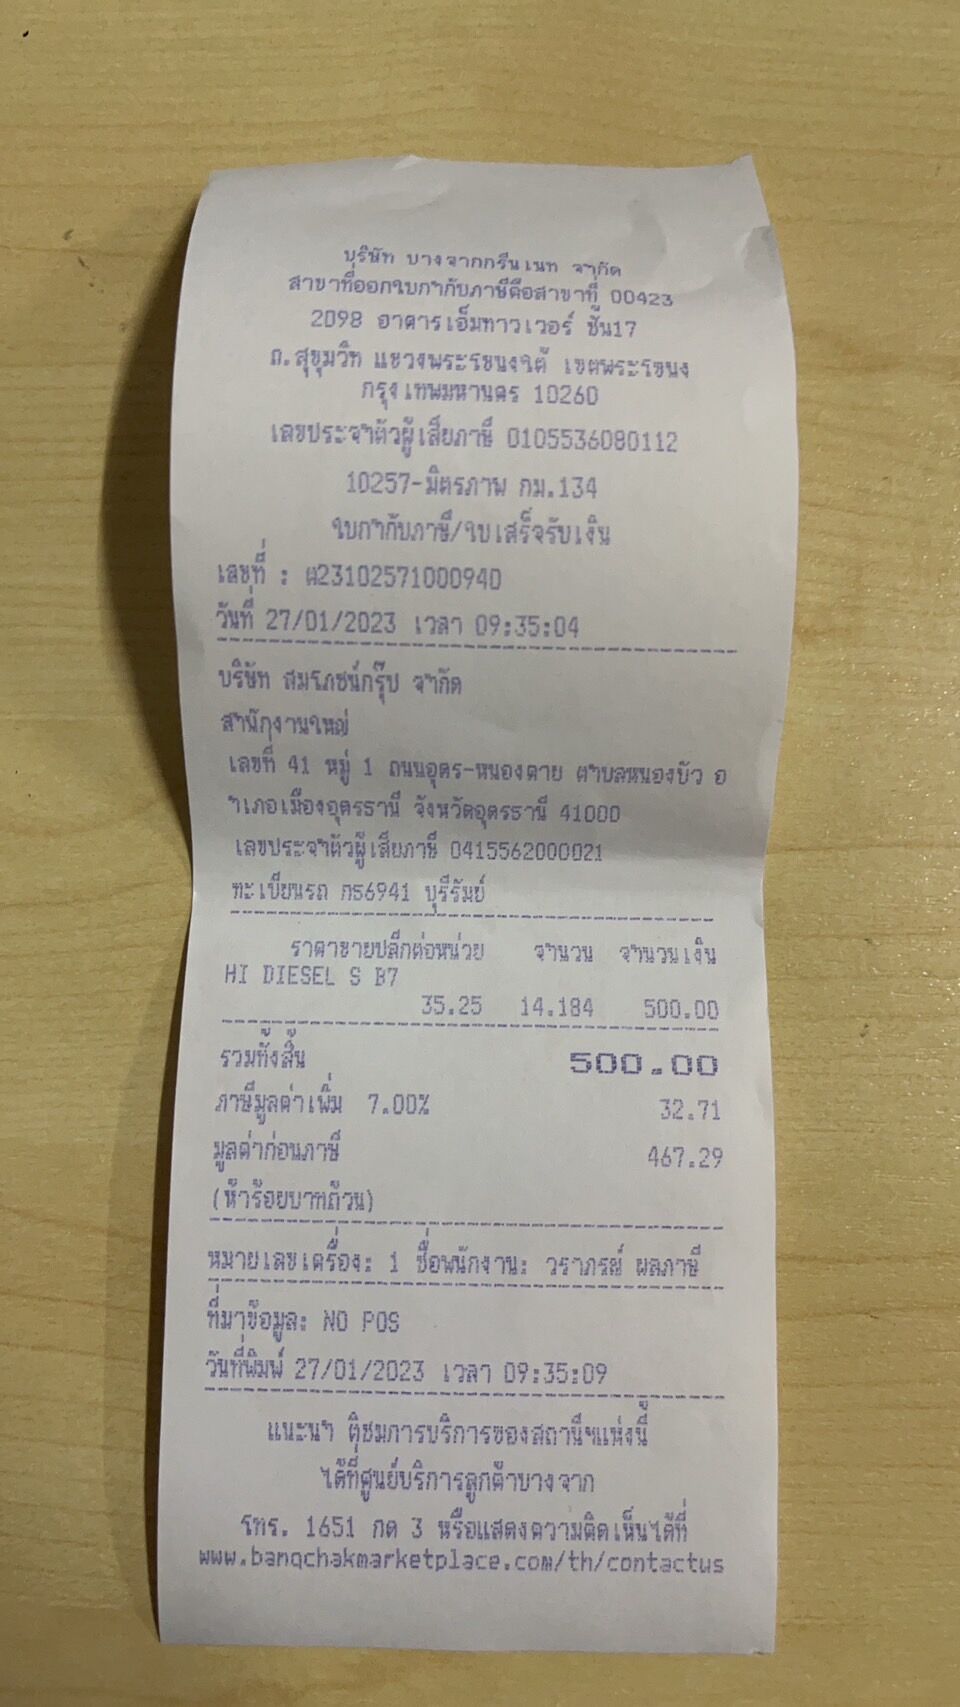 บริษัท บางจากกรีนเนท จำกัด
สาขาที่ออกใบกำกับภาษีคือสาขาที่ 00423
2098 อาคารเอ็มทาวเวอร์ ชั้น17
ถ.สุขุมวิท แขวงพระโขนงใต้ เขตพระโขนง
กรุงเทพมหานคร 10260
เลขประจำตัวผู้เสียภาษี 0105536080112
10257-มิตรภาพ กม.134
ใบกำกับภาษี/ใบเสร็จรับเงิน
เลขที่ : ต23102571000940
วันที่ 27/01/2023 เวลา 09:35:04
บริษัท สมโภชน์กรุ๊ป จำกัด
สำนักงานใหญ่
เลขที่ 41 หมู่ 1 ถนนอุดร-หนองคาย ตำบลหนองบัว อ
ำเภอเมืองอุดรธานี จังหวัดอุดรธานี 41000
เลขประจำตัวผู้เสียภาษี 0415562000021
ทะเบียนรถ กธ6941 บุรีรัมย์
ราคาขายปลีกต่อหน่วย จำนวน จำนวนเงิน
HI DIESEL S B7
35.25 14.184 500.00
รวมทั้งสิ้น 500.00
ภาษีมูลค่าเพิ่ม 7.00% 32.71
มูลค่าก่อนภาษี 467.29
(ห้าร้อยบาทถ้วน)
หมายเลขเครื่อง: 1 ชื่อพนักงาน: วราภรณ์ ผลภาษี
ที่มาข้อมูล: NO POS
วันที่พิมพ์ 27/01/2023 เวลา 09:35:09
แนะนำ ติชมการบริการของสถานีฯแห่งนี้
ได้ที่ศูนย์บริการลูกค้าบางจาก
โทร. 1651 กด 3 หรือแสดงความคิดเห็นได้ที่
www.bangchakmarketplace.com/th/contactus